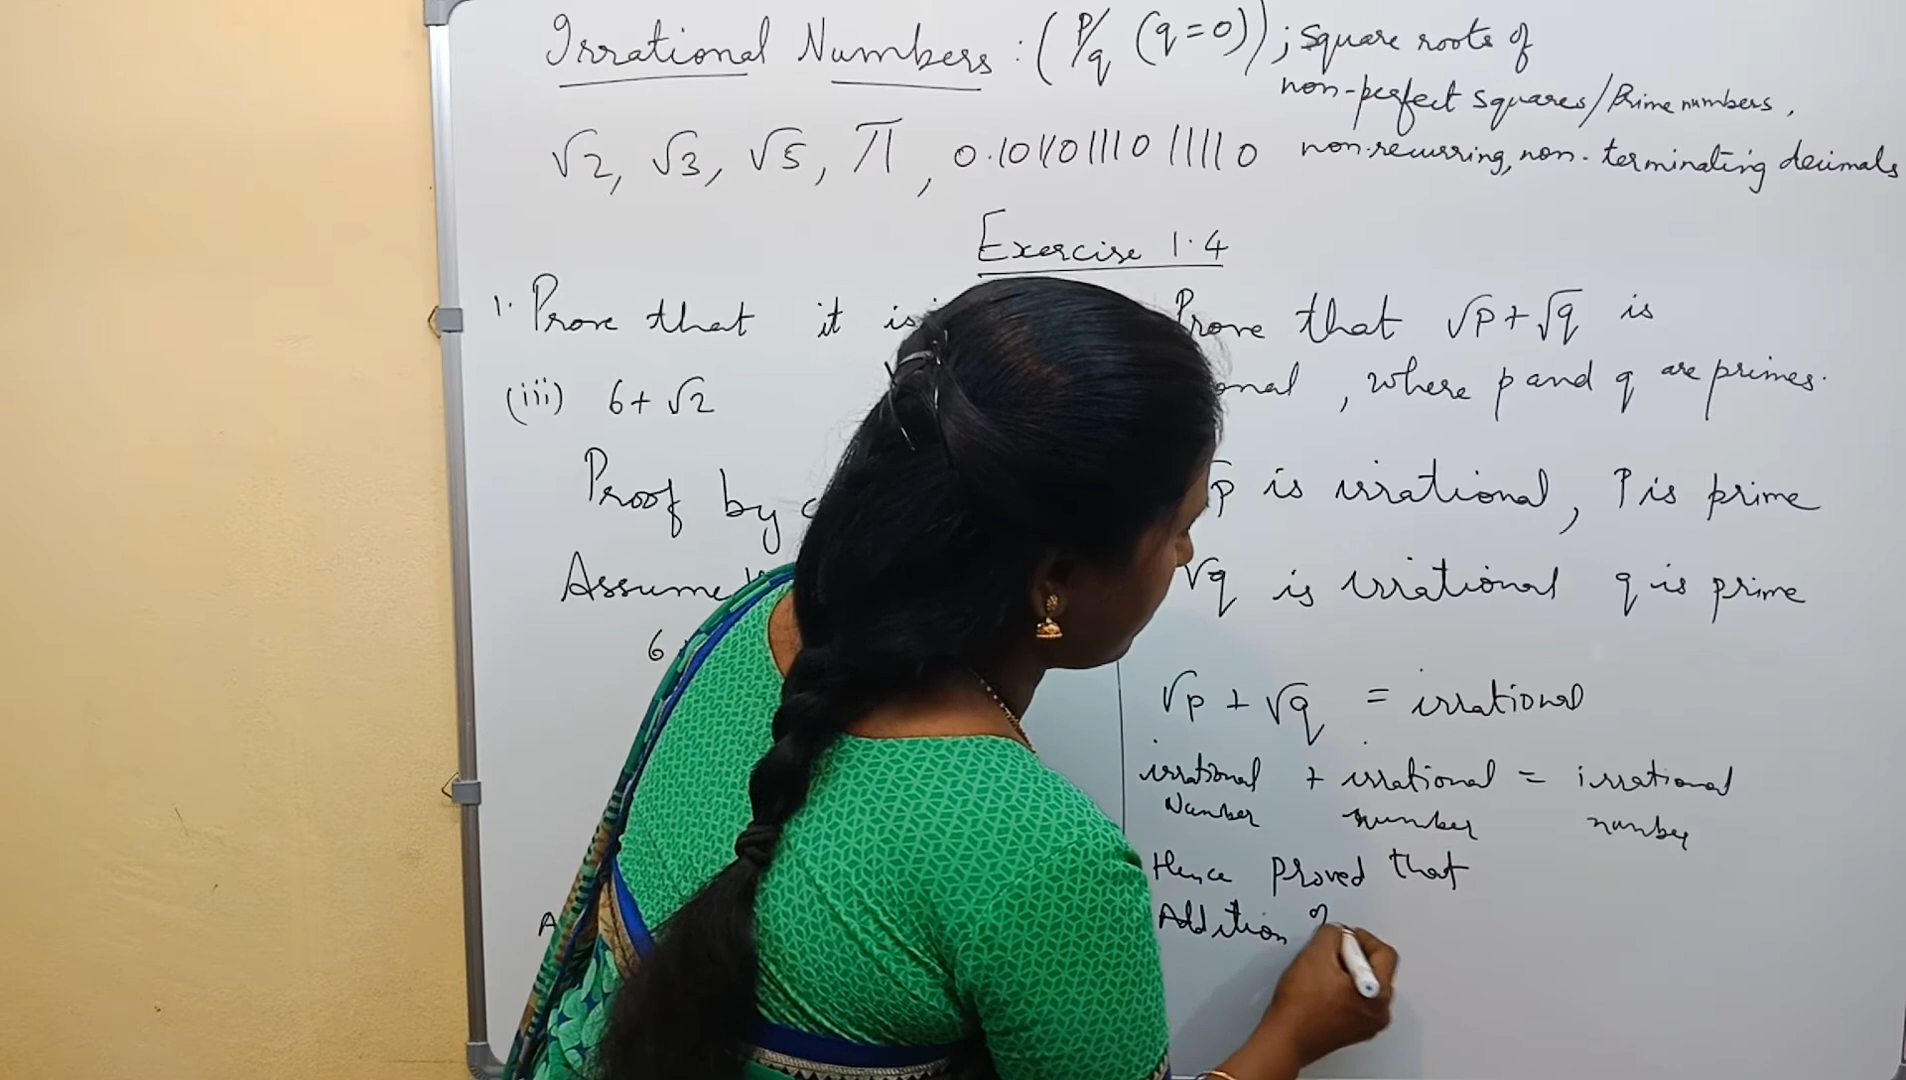 Irrational Numbers : (P/q (q=0)) ; square roots of
non-perfect squares/Prime numbers,
√2, √3, √5, π, 0.10110111011110 non-recurring, non-terminating decimals
Exercise 1.4
1. Prove that it is
(iii) 6+√2
Proof by
Assume
6
Prove that √p+√q is
onal, where p and q are primes.
√p is irrational, P is prime
√q is irrational q is prime
√p + √q = irrational
irrational + irrational = irrational
Number number number
Hence proved that
Addition of